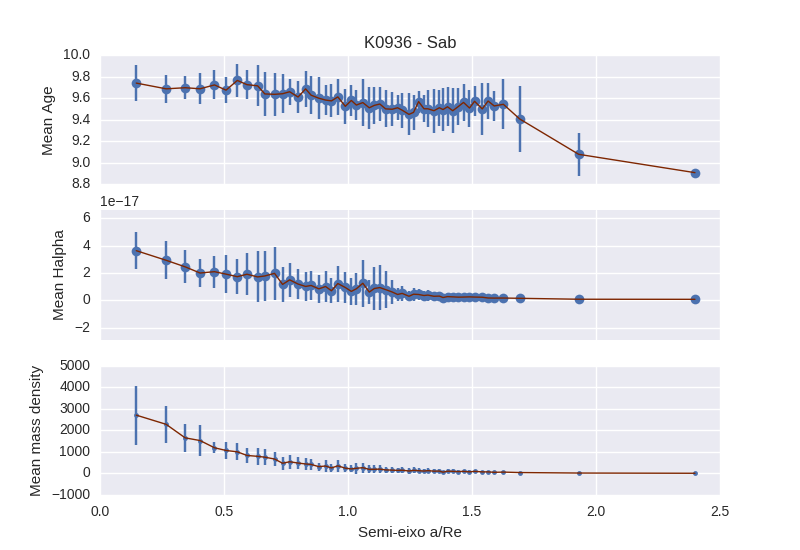 K0936 - Sab
10.0
9.8
9.6
9.4
9.2
9.0
8.8
Mean Age
1e−17
6
4
2
0
−2
Mean Halpha
5000
4000
3000
2000
1000
0
−1000
Mean mass density
0.0 0.5 1.0 1.5 2.0 2.5
Semi-eixo a/Re